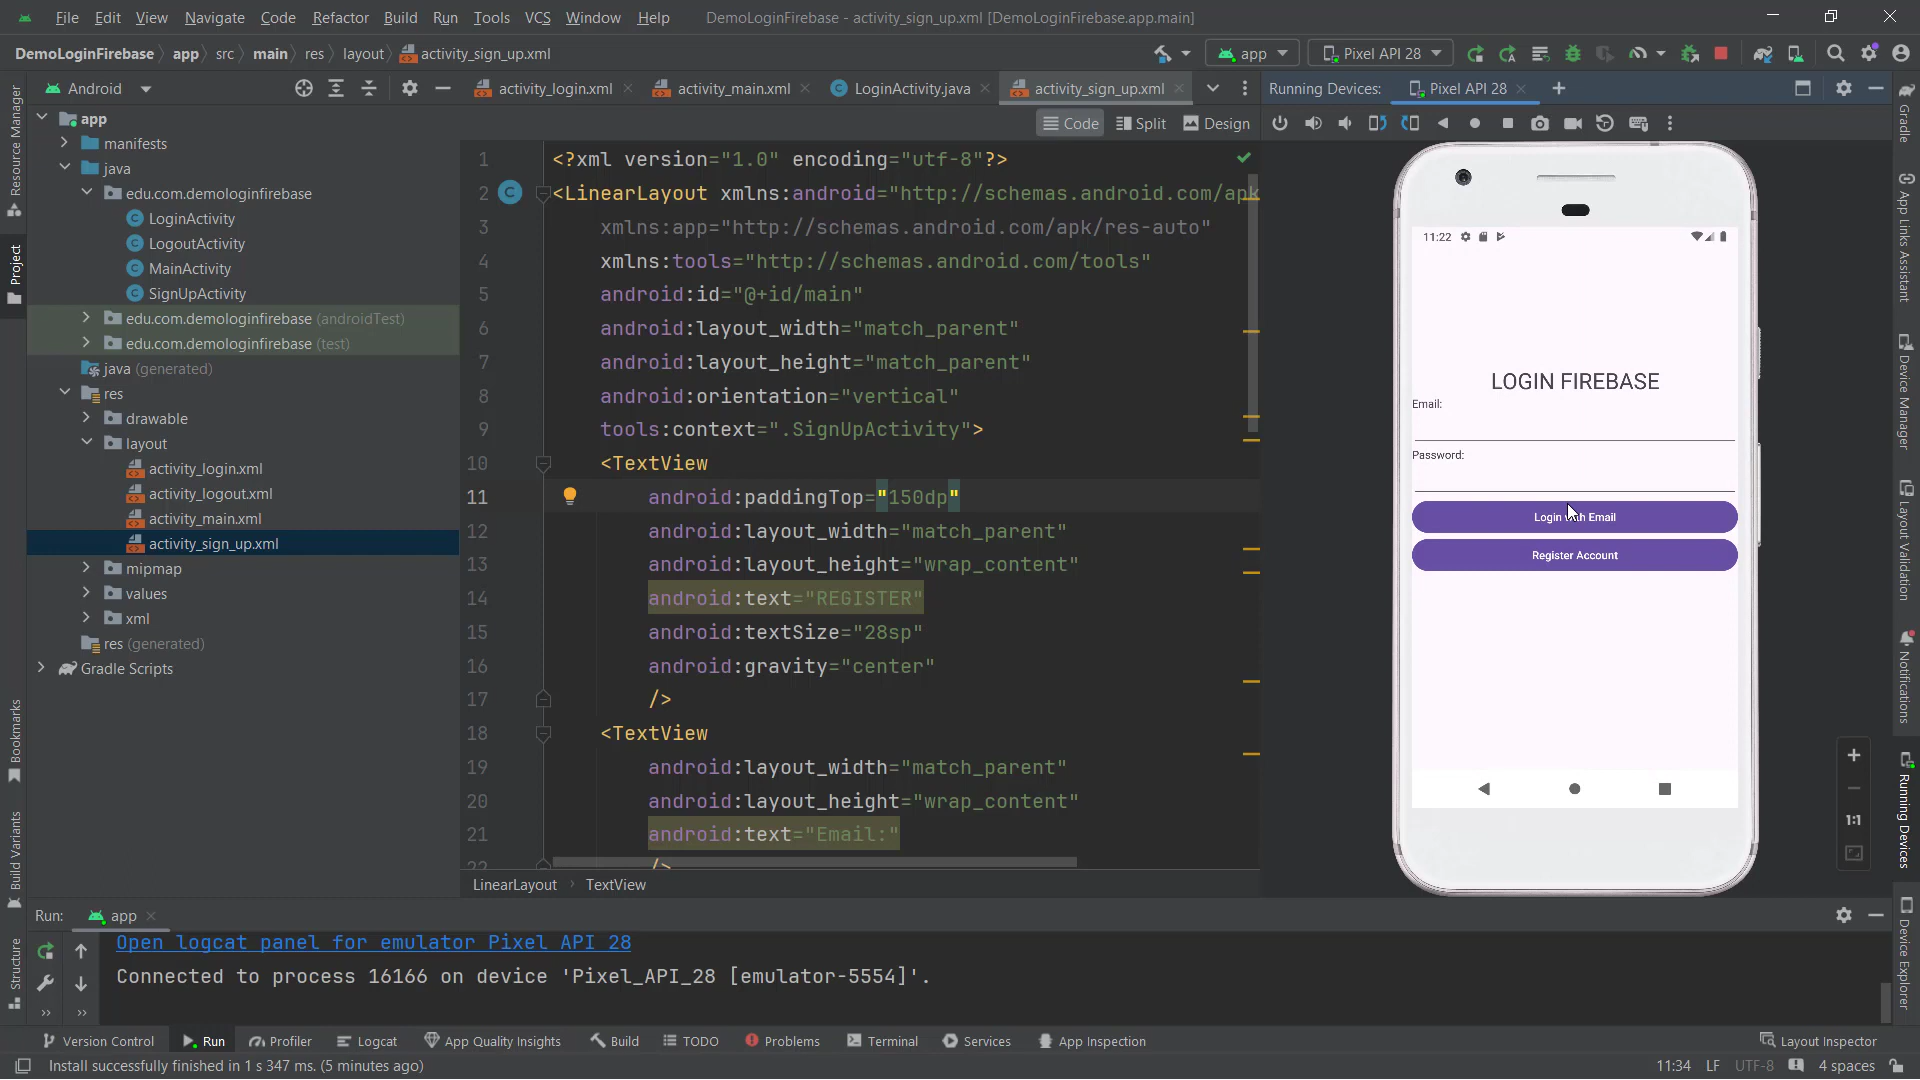 File Edit View Navigate Code Refactor Build Run Tools VCS Window Help DemoLoginFirebase - activity_sign_up.xml [DemoLoginFirebase.app.main]
DemoLoginFirebase app src main res layout activity_sign_up.xml app Pixel API 28
Android activity_login.xml activity_main.xml LoginActivity.java activity_sign_up.xml Running Devices: Pixel API 28
Code Split Design
Resource Manager
Project
Bookmarks
Build Variants
Structure
app
manifests
java
edu.com.demologinfirebase
LoginActivity
LogoutActivity
MainActivity
SignUpActivity
edu.com.demologinfirebase (androidTest)
edu.com.demologinfirebase (test)
java (generated)
res
drawable
layout
activity_login.xml
activity_logout.xml
activity_main.xml
activity_sign_up.xml
mipmap
values
xml
res (generated)
Gradle Scripts
1 <?xml version="1.0" encoding="utf-8"?>
2 <LinearLayout xmlns:android="http://schemas.android.com/apk
3 xmlns:app="http://schemas.android.com/apk/res-auto"
4 xmlns:tools="http://schemas.android.com/tools"
5 android:id="@+id/main"
6 android:layout_width="match_parent"
7 android:layout_height="match_parent"
8 android:orientation="vertical"
9 tools:context=".SignUpActivity">
10 <TextView
11 android:paddingTop="150dp"
12 android:layout_width="match_parent"
13 android:layout_height="wrap_content"
14 android:text="REGISTER"
15 android:textSize="28sp"
16 android:gravity="center"
17 />
18 <TextView
19 android:layout_width="match_parent"
20 android:layout_height="wrap_content"
21 android:text="Email:"
22 />
LinearLayout TextView
11:22
LOGIN FIREBASE
Email:
Password:
Login with Email
Register Account
1:1
Gradle
App Links Assistant
Device Manager
Layout Validation
Notifications
Running Devices
Device Explorer
Run: app
Open logcat panel for emulator Pixel API 28
Connected to process 16166 on device 'Pixel_API_28 [emulator-5554]'.
Version Control Run Profiler Logcat App Quality Insights Build TODO Problems Terminal Services App Inspection Layout Inspector
Install successfully finished in 1 s 347 ms. (5 minutes ago) 11:34 LF UTF-8 4 spaces